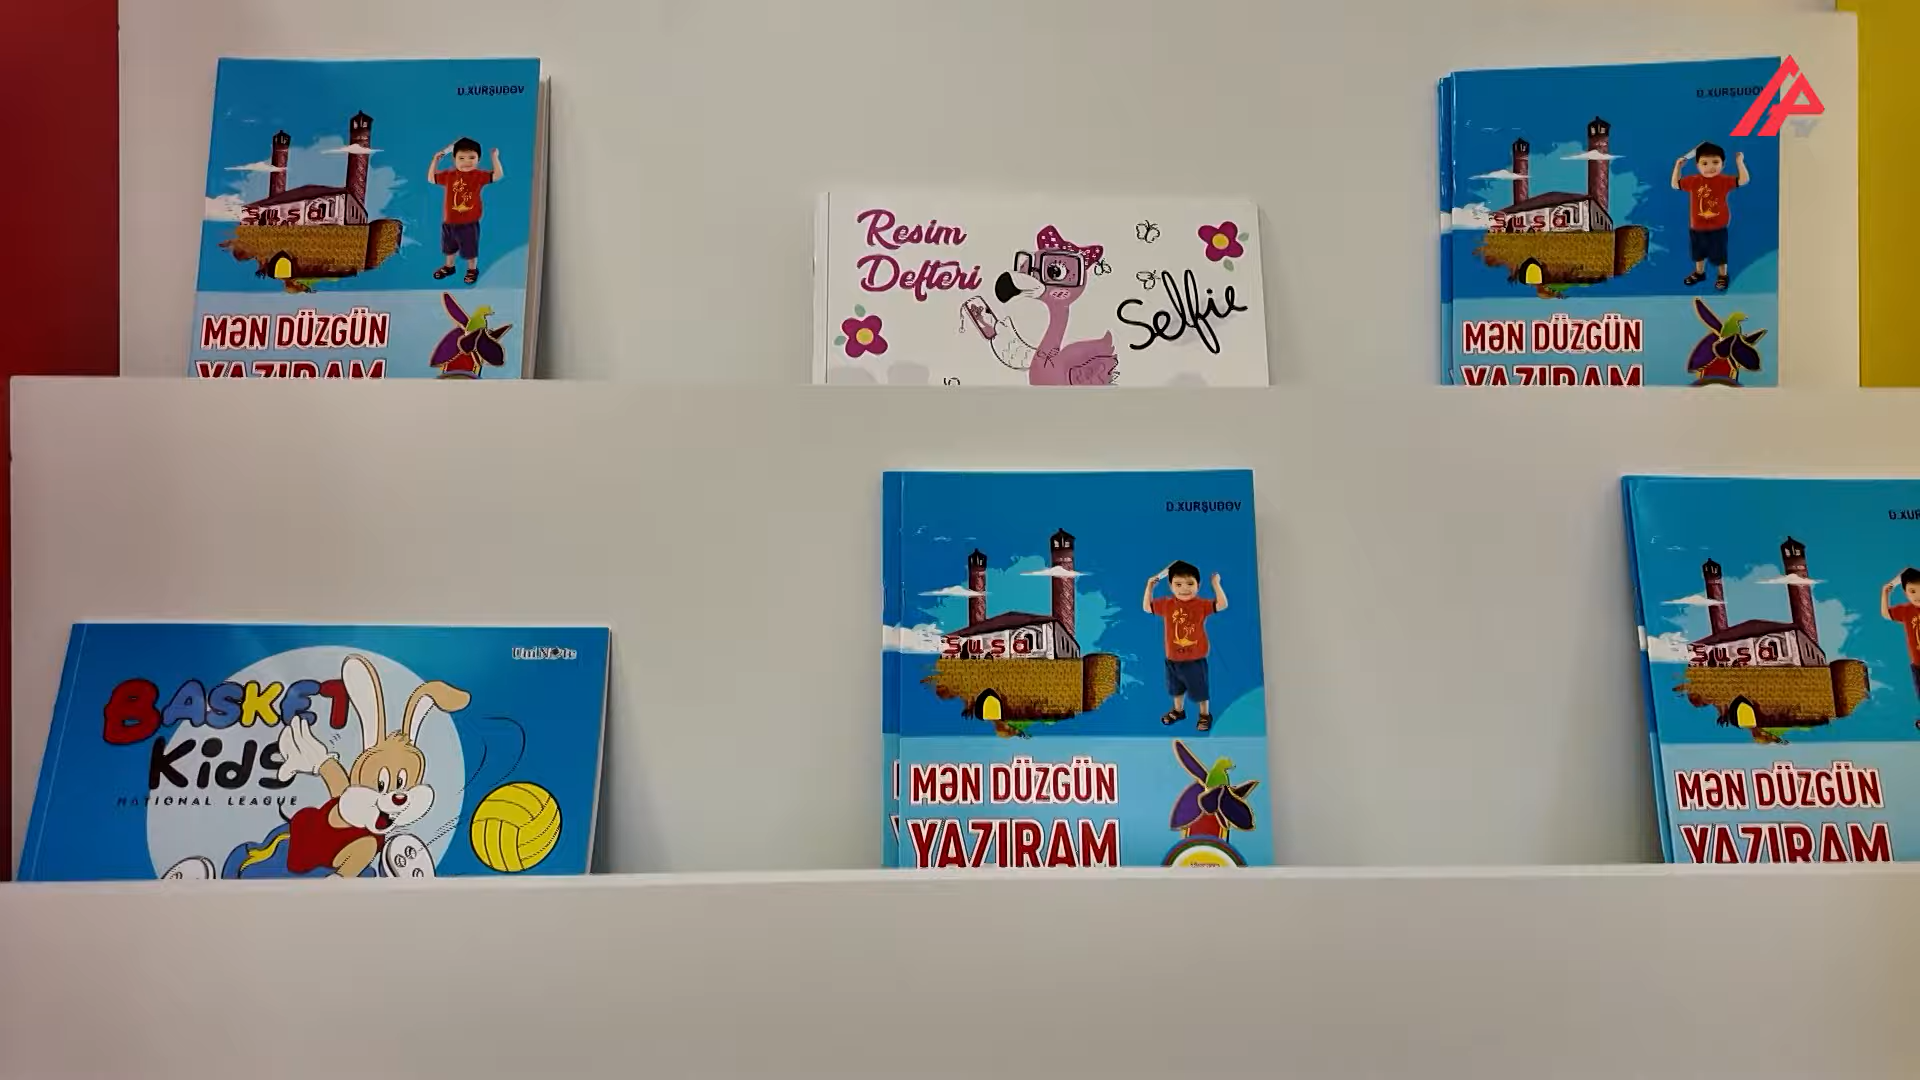 D.XURŞUDOV
Şuşa
MƏN DÜZGÜN
YAZIRAM
Resim
Defteri
Selfie
D.XURŞUDOV
Şuşa
MƏN DÜZGÜN
YAZIRAM
UniNote
BASKET
Kids
NATIONAL LEAGUE
D.XURŞUDOV
Şuşa
MƏN DÜZGÜN
YAZIRAM
D.XUR
Şuşa
MƏN DÜZGÜN
YAZIRAM